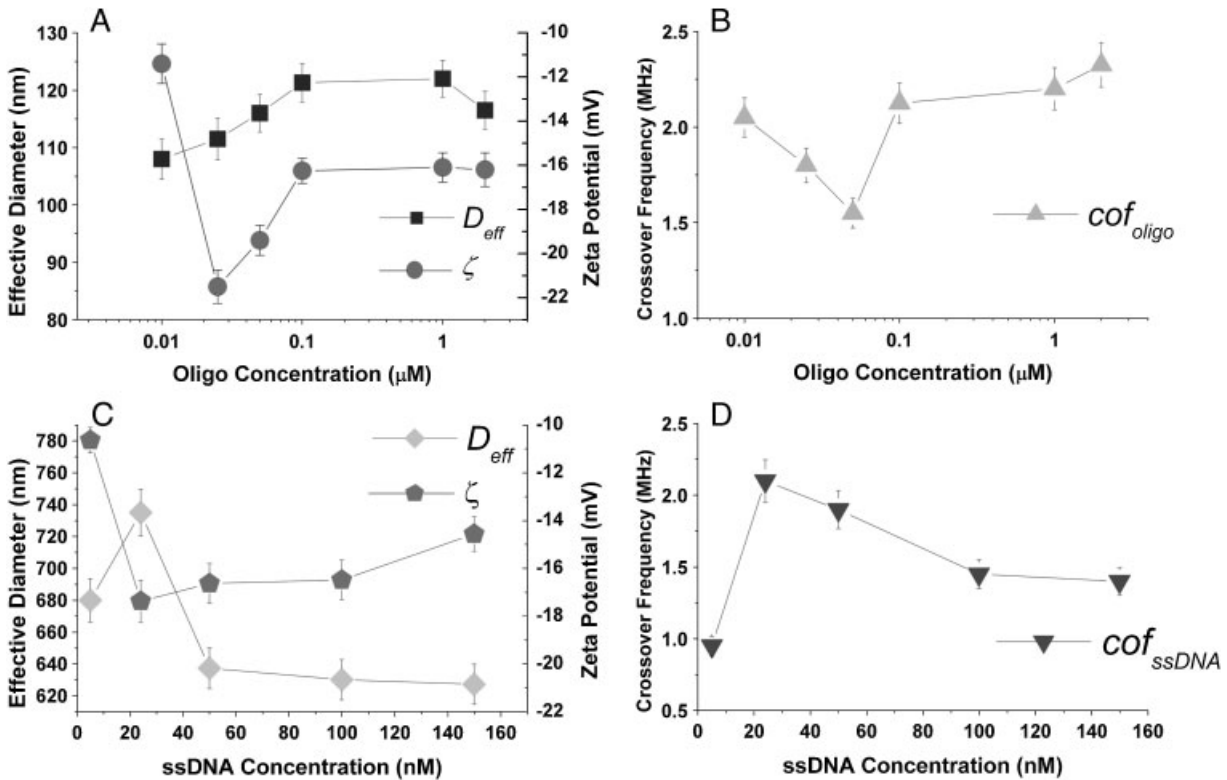 A
130
120
110
100
90
80
Effective Diameter (nm)
-10
-12
-14
-16
-18
-20
-22
Zeta Potential (mV)
D_eff
ζ
0.01
0.1
1
Oligo Concentration (μM)
B
2.5
2.0
1.5
1.0
Crossover Frequency (MHz)
cof_oligo
0.01
0.1
1
Oligo Concentration (μM)
C
780
760
740
720
700
680
660
640
620
Effective Diameter (nm)
-10
-12
-14
-16
-18
-20
-22
Zeta Potential (mV)
D_eff
ζ
0 20 40 60 80 100 120 140 160
ssDNA Concentration (nM)
D
2.5
2.0
1.5
1.0
0.5
Crossover Frequency (MHz)
cof_ssDNA
0 20 40 60 80 100 120 140 160
ssDNA Concentration (nM)